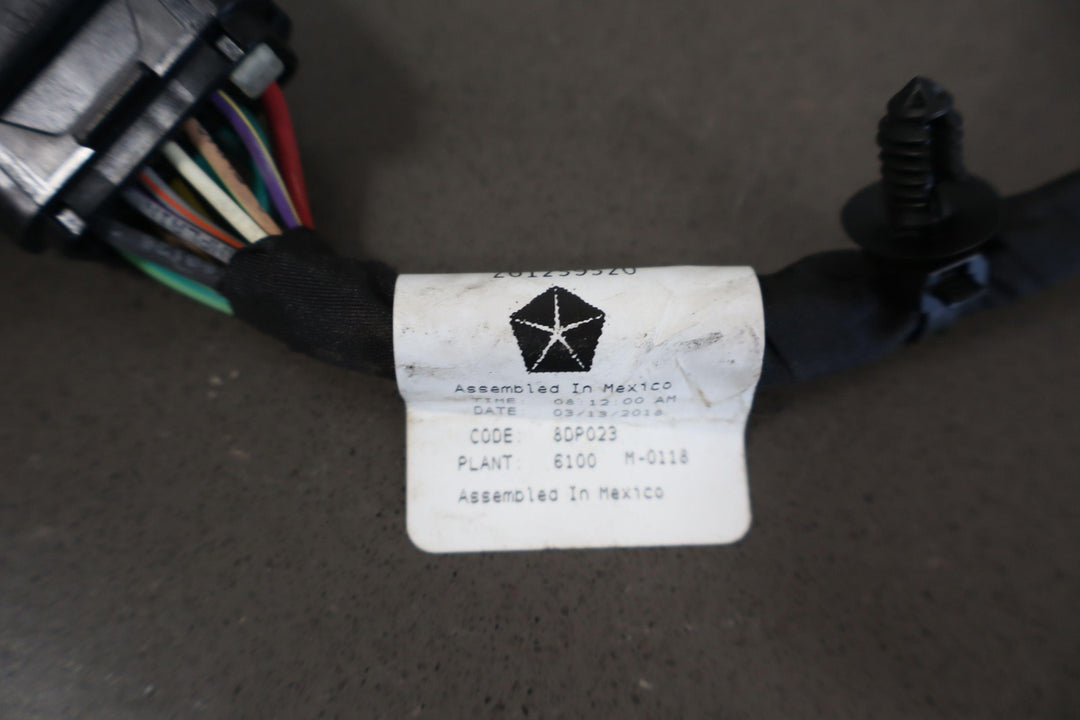 Assembled In Mexico
TIME: 08:12:00 AM
DATE: 03/13/2018
CODE: 8DP023
PLANT: 6100 M-0118
Assembled In Mexico